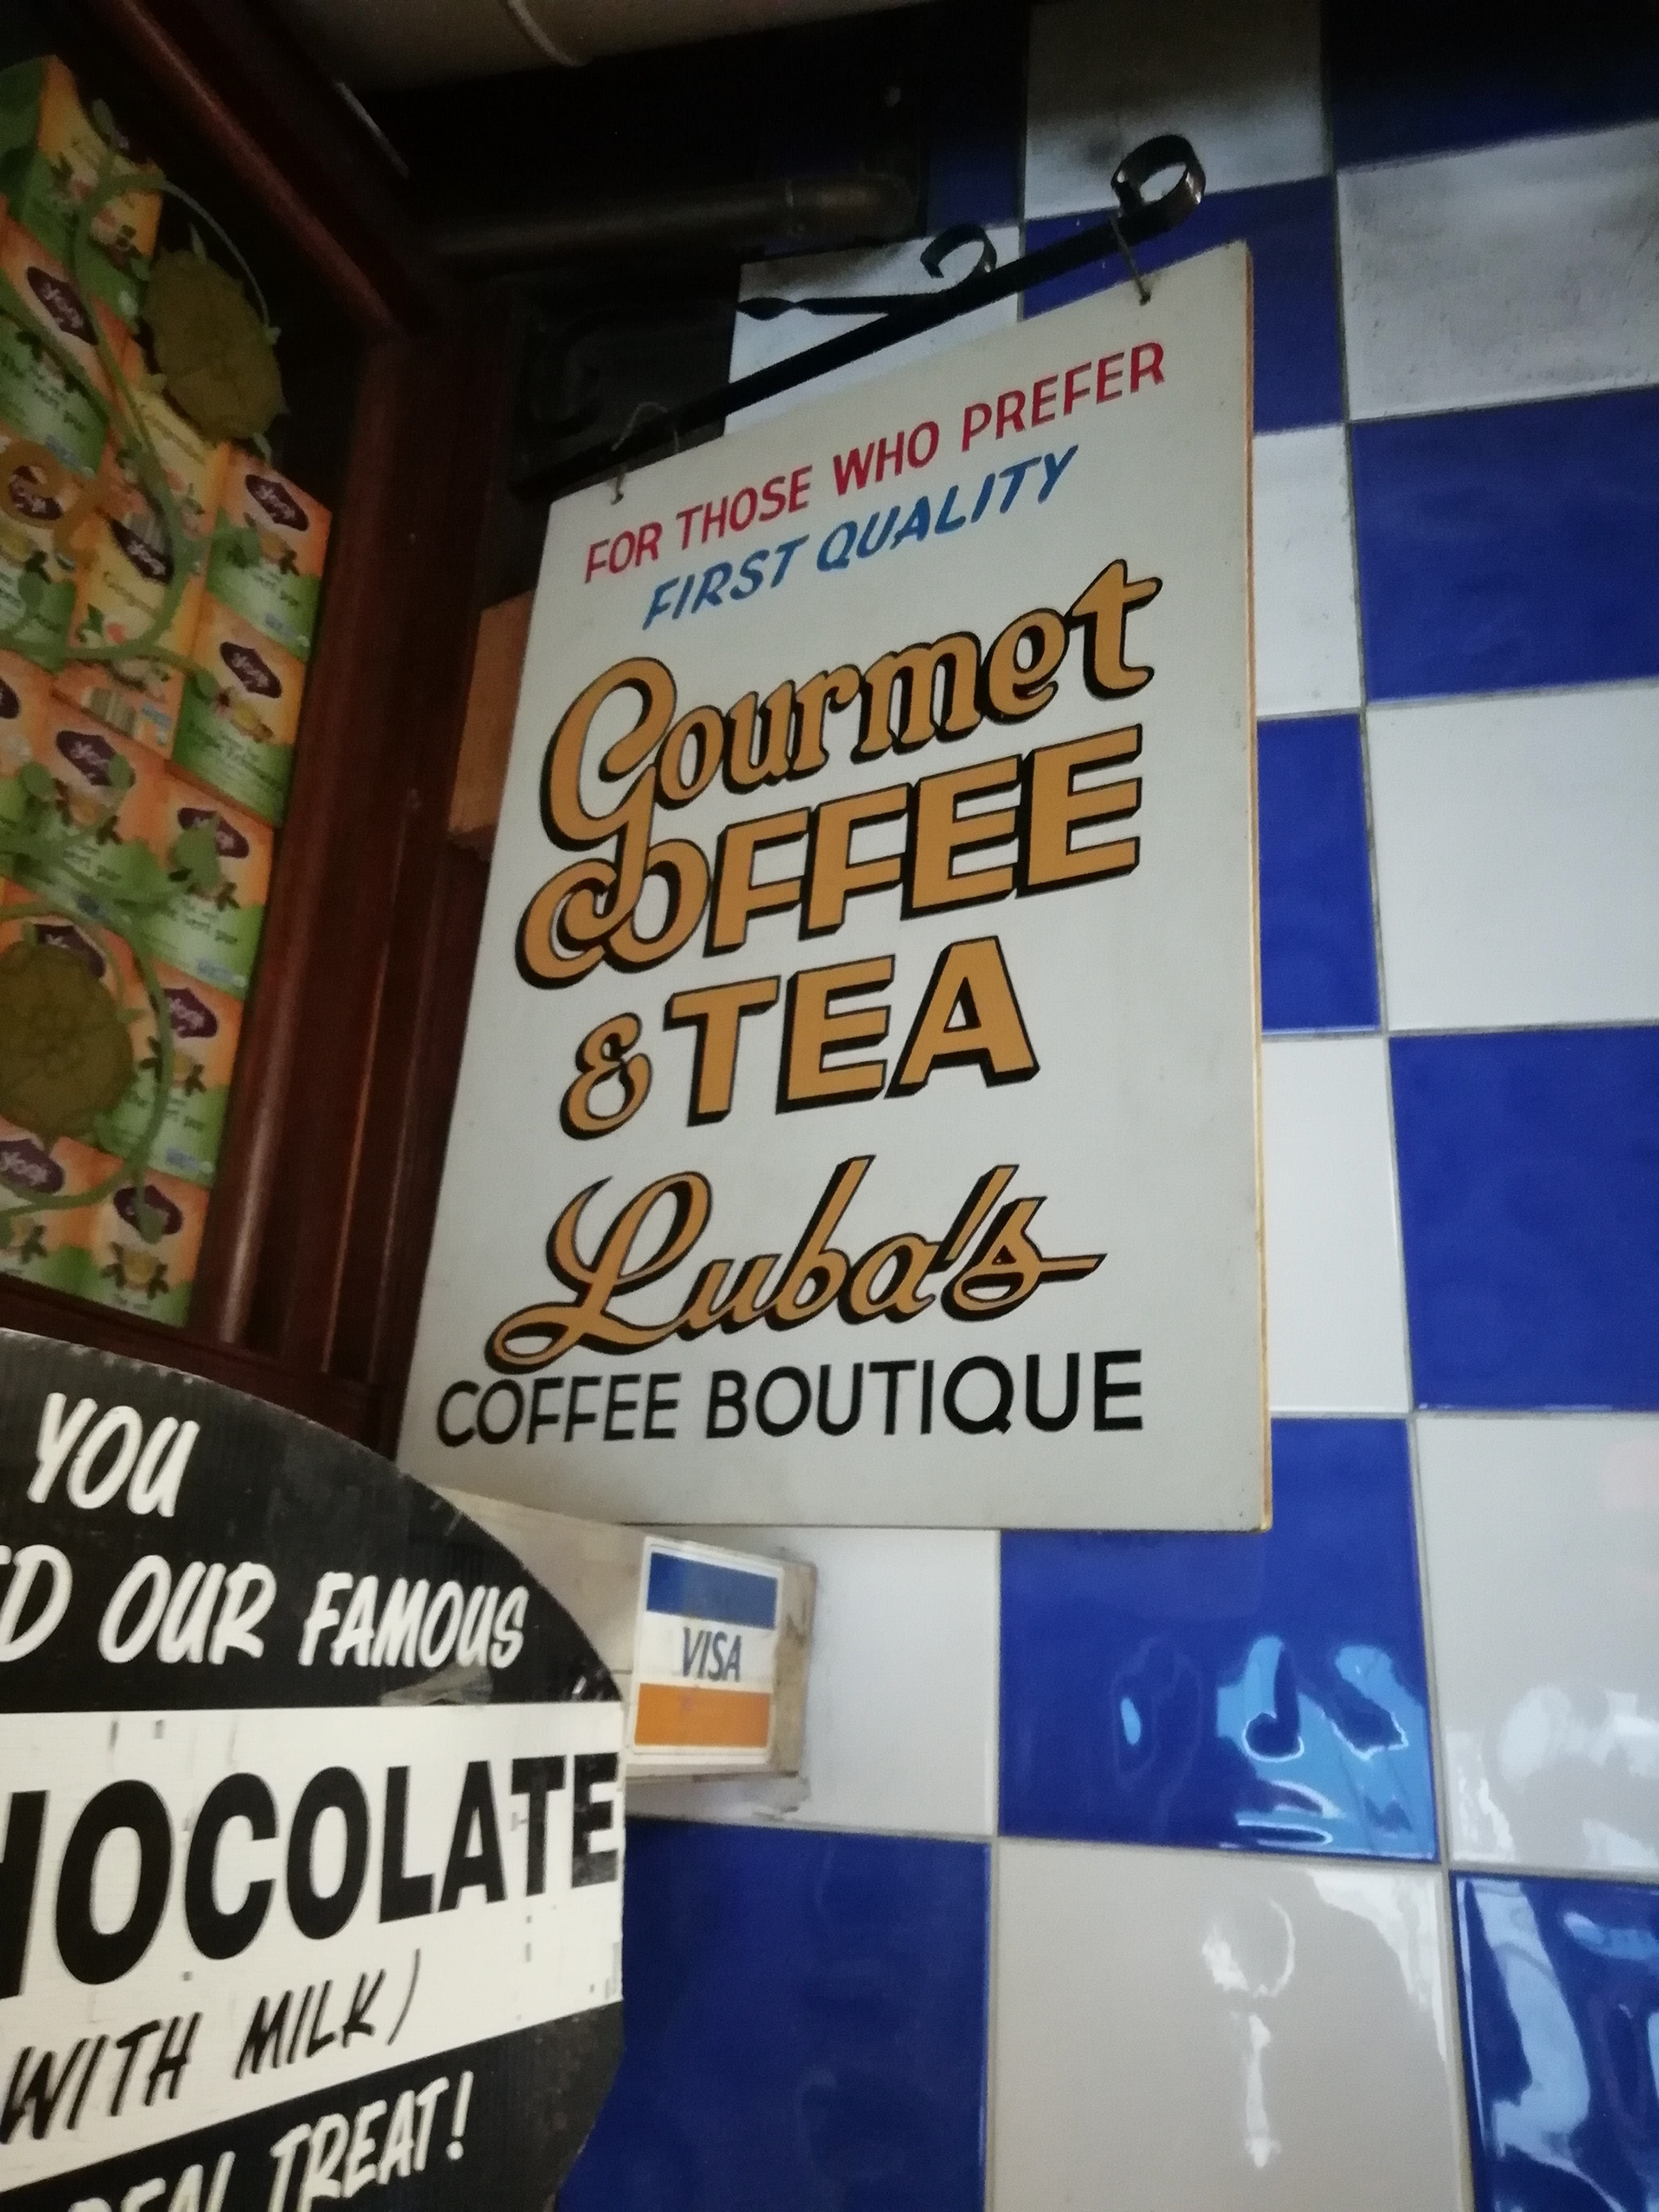 FOR THOSE WHO PREFER
FIRST QUALITY
Gourmet
COFFEE
& TEA
Luba's
COFFEE BOUTIQUE
VISA
YOU
OUR FAMOUS
HOCOLATE
WITH MILK)
TREAT!
yogi